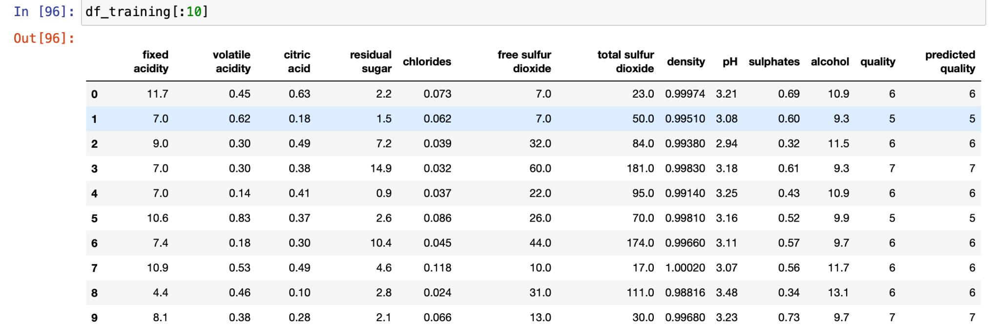 In [96]: df_training[:10]
Out[96]:
fixed acidity volatile acidity citric acid residual sugar chlorides free sulfur dioxide total sulfur dioxide density pH sulphates alcohol quality predicted quality
0 11.7 0.45 0.63 2.2 0.073 7.0 23.0 0.99974 3.21 0.69 10.9 6 6
1 7.0 0.62 0.18 1.5 0.062 7.0 50.0 0.99510 3.08 0.60 9.3 5 5
2 9.0 0.30 0.49 7.2 0.039 32.0 84.0 0.99380 2.94 0.32 11.5 6 6
3 7.0 0.30 0.38 14.9 0.032 60.0 181.0 0.99830 3.18 0.61 9.3 7 7
4 7.0 0.14 0.41 0.9 0.037 22.0 95.0 0.99140 3.25 0.43 10.9 6 6
5 10.6 0.83 0.37 2.6 0.086 26.0 70.0 0.99810 3.16 0.52 9.9 5 5
6 7.4 0.18 0.30 10.4 0.045 44.0 174.0 0.99660 3.11 0.57 9.7 6 6
7 10.9 0.53 0.49 4.6 0.118 10.0 17.0 1.00020 3.07 0.56 11.7 6 6
8 4.4 0.46 0.10 2.8 0.024 31.0 111.0 0.98816 3.48 0.34 13.1 6 6
9 8.1 0.38 0.28 2.1 0.066 13.0 30.0 0.99680 3.23 0.73 9.7 7 7